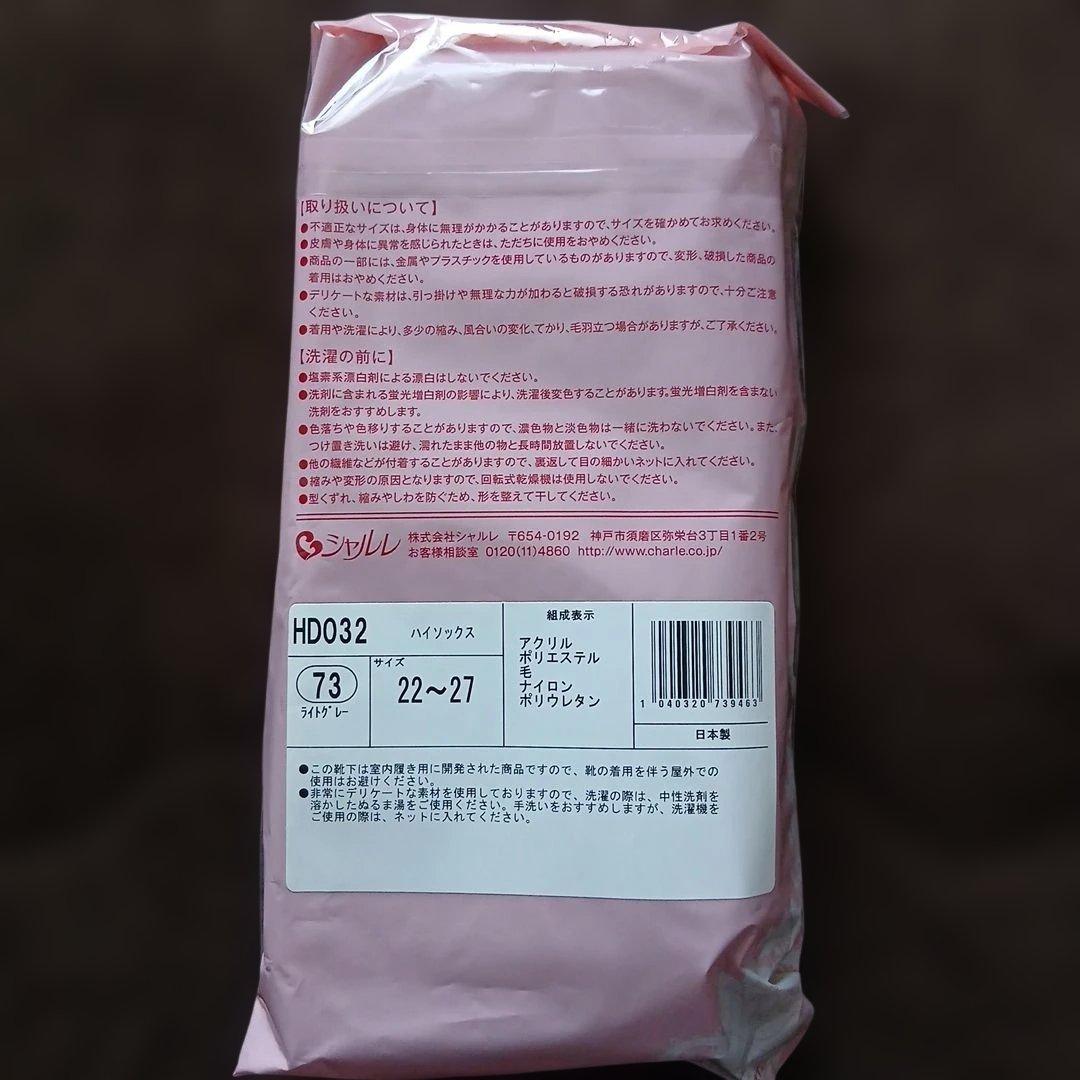 【取り扱いについて】
●不適正なサイズは、身体に無理がかかることがありますので、サイズを確かめてお求めください。
●皮膚や身体に異常を感じられたときは、ただちに使用をおやめください。
●商品の一部には、金属やプラスチックを使用しているものがありますので、変形、破損した商品の
着用はおやめください。
●デリケートな素材は、引っ掛けや無理な力が加わると破損する恐れがありますので、十分ご注意
ください。
●着用や洗濯により、多少の縮み、風合いの変化、てかり、毛羽立つ場合がありますが、ご了承ください。
【洗濯の前に】
●塩素系漂白剤による漂白はしないでください。
●洗剤に含まれる蛍光増白剤の影響により、洗濯後変色することがあります。蛍光増白剤を含まない
洗剤をおすすめします。
●色落ちや色移りすることがありますので、濃色物と淡色物は一緒に洗わないでください。また、
つけ置き洗いは避け、濡れたまま他の物と長時間放置しないでください。
●他の繊維などが付着することがありますので、裏返して目の細かいネットに入れてください。
●縮みや変形の原因となりますので、回転式乾燥機は使用しないでください。
●型くずれ、縮みやしわを防ぐため、形を整えて干してください。
シャルレ 株式会社シャルレ 〒654-0192 神戸市須磨区弥栄台3丁目1番2号
お客様相談室 0120(11)4860 http://www.charle.co.jp/
HD032 ハイソックス
73
ライトグレー
サイズ
22〜27
組成表示
アクリル
ポリエステル
毛
ナイロン
ポリウレタン
1 040320 739463
日本製
●この靴下は室内履き用に開発された商品ですので、靴の着用を伴う屋外での
使用はお避けください。
●非常にデリケートな素材を使用しておりますので、洗濯の際は、中性洗剤を
溶かしたぬるま湯をご使用ください。手洗いをおすすめしますが、洗濯機を
ご使用の際は、ネットに入れてください。